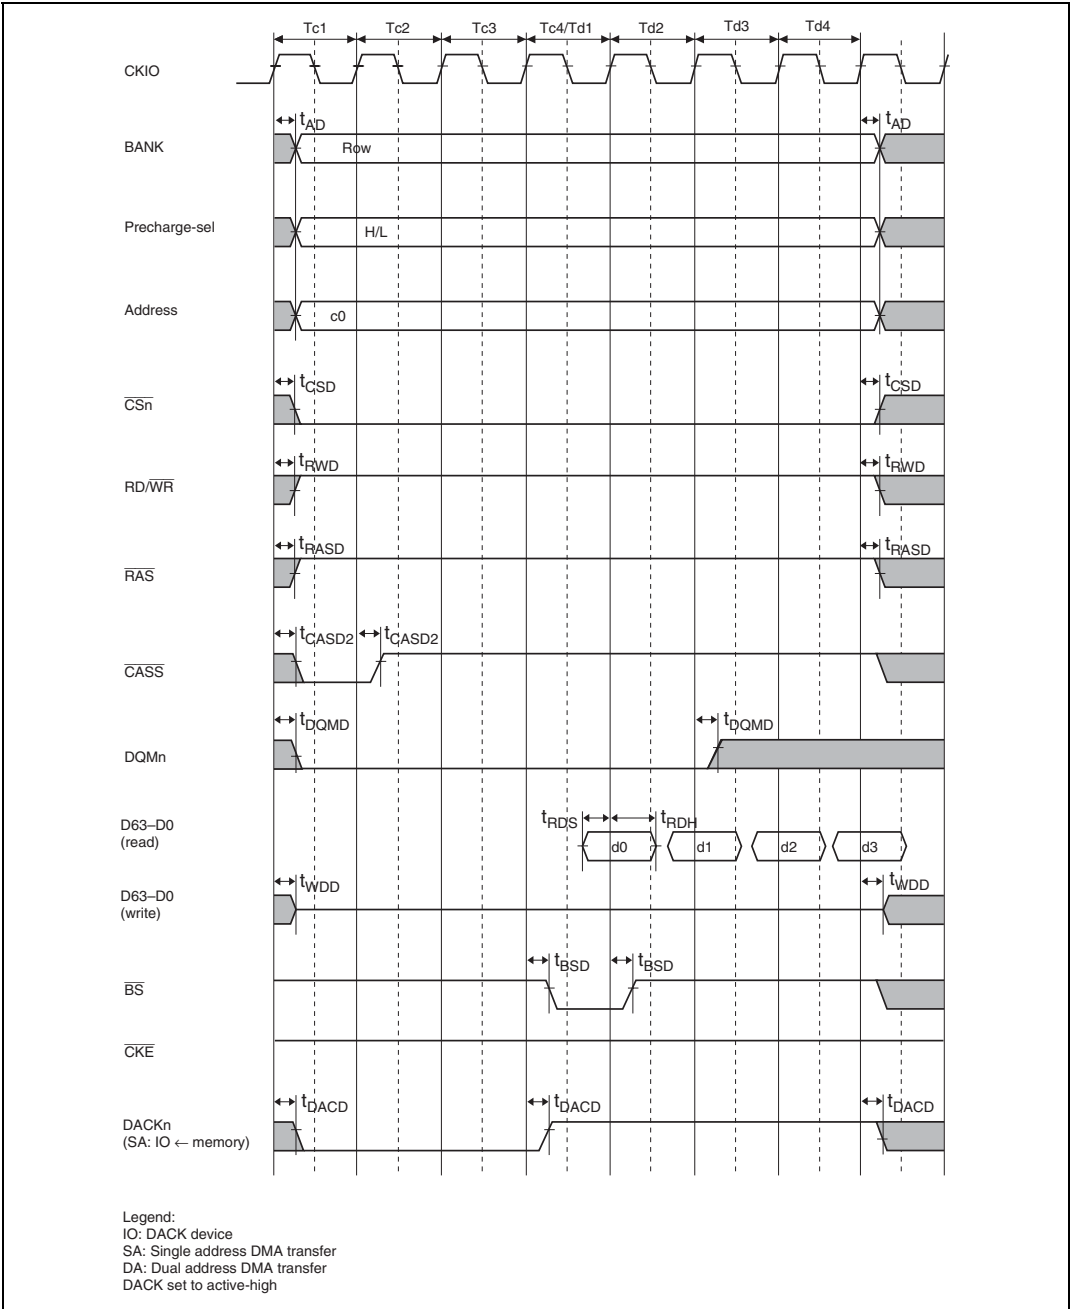 Tc1 Tc2 Tc3 Tc4/Td1 Td2 Td3 Td4
CKIO
tAD tAD
BANK Row
Precharge-sel H/L
Address c0
tCSD tCSD
CSn
tRWD tRWD
RD/WR
tRASD tRASD
RAS
tCASD2 tCASD2
CASS
tDQMD tDQMD
DQMn
tRDS tRDH
D63–D0
(read) d0 d1 d2 d3
tWDD tWDD
D63–D0
(write)
tBSD tBSD
BS
CKE
tDACD tDACD tDACD
DACKn
(SA: IO ← memory)
Legend:
IO: DACK device
SA: Single address DMA transfer
DA: Dual address DMA transfer
DACK set to active-high